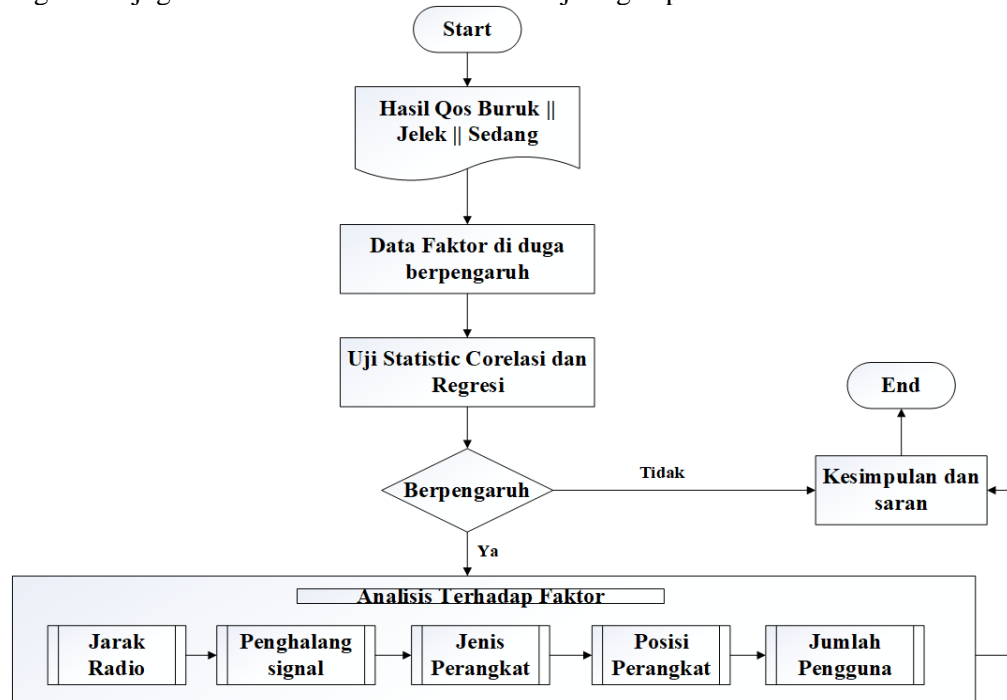 Start
Hasil Qos Buruk ||
Jelek || Sedang
Data Faktor di duga
berpengaruh
Uji Statistic Corelasi dan
Regresi
Berpengaruh
Tidak
Ya
End
Kesimpulan dan
saran
Analisis Terhadap Faktor
Jarak
Radio
Penghalang
signal
Jenis
Perangkat
Posisi
Perangkat
Jumlah
Pengguna